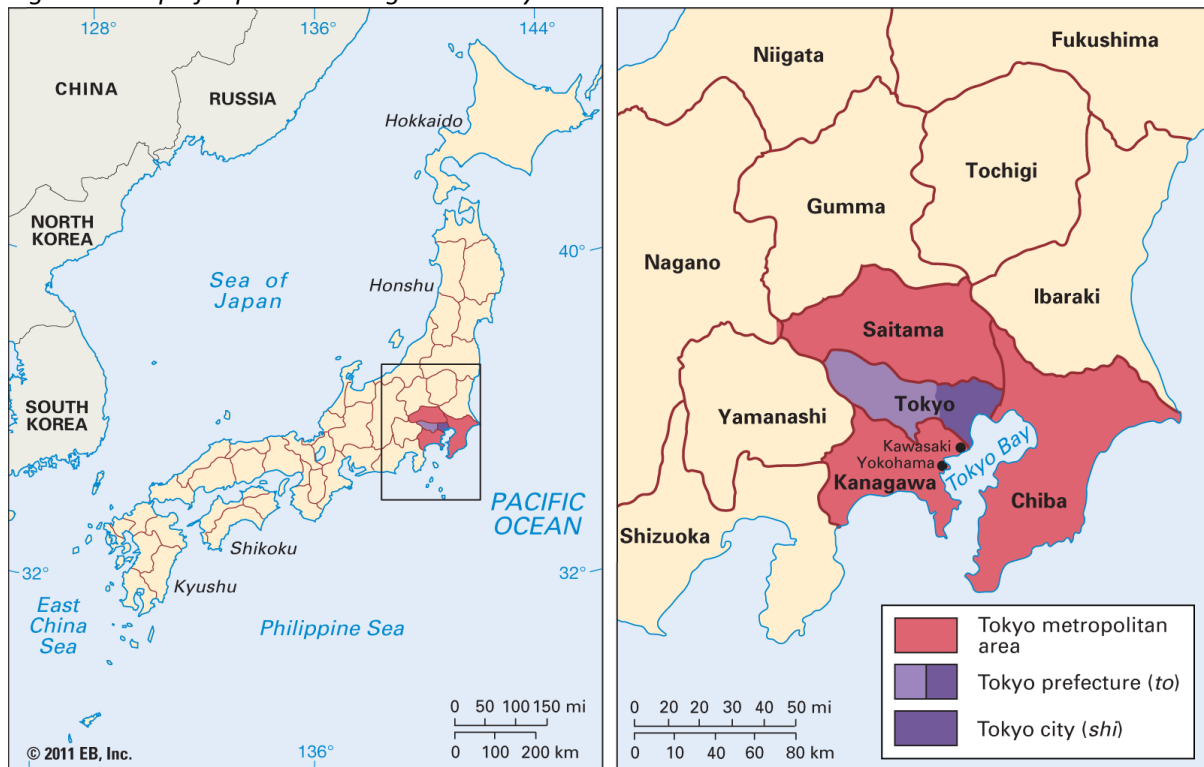 128°
136°
144°
CHINA
RUSSIA
Hokkaido
NORTH
KOREA
40°
Sea of
Japan
Honshu
SOUTH
KOREA
PACIFIC
OCEAN
Shikoku
32°
32°
Kyushu
East
China
Sea
Philippine Sea
0 50 100 150 mi
0 100 200 km
© 2011 EB, Inc.
136°
Fukushima
Niigata
Tochigi
Gumma
Nagano
Ibaraki
Saitama
Tokyo
Yamanashi
Kawasaki
Yokohama
Tokyo Bay
Kanagawa
Chiba
Shizuoka
Tokyo metropolitan
area
Tokyo prefecture (to)
Tokyo city (shi)
0 10 20 30 40 50 mi
0 20 40 60 80 km